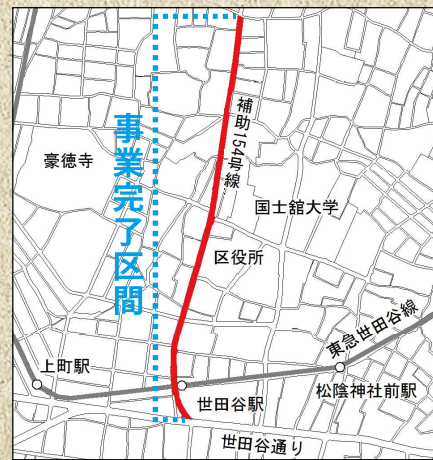 補助154号線
事業完了区間
豪徳寺
国士舘大学
区役所
東急世田谷線
上町駅
世田谷駅
松陰神社前駅
世田谷通り